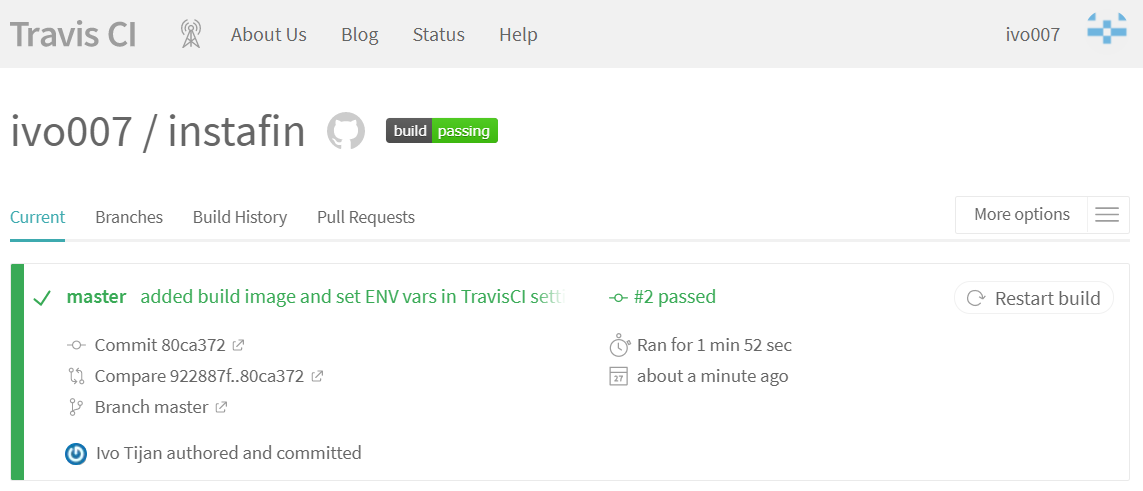 Travis CI About Us Blog Status Help ivo007
ivo007 / instafin build passing
Current Branches Build History Pull Requests More options
master added build image and set ENV vars in TravisCI setti #2 passed Restart build
Commit 80ca372 Ran for 1 min 52 sec
Compare 922887f..80ca372 27 about a minute ago
Branch master
Ivo Tijan authored and committed